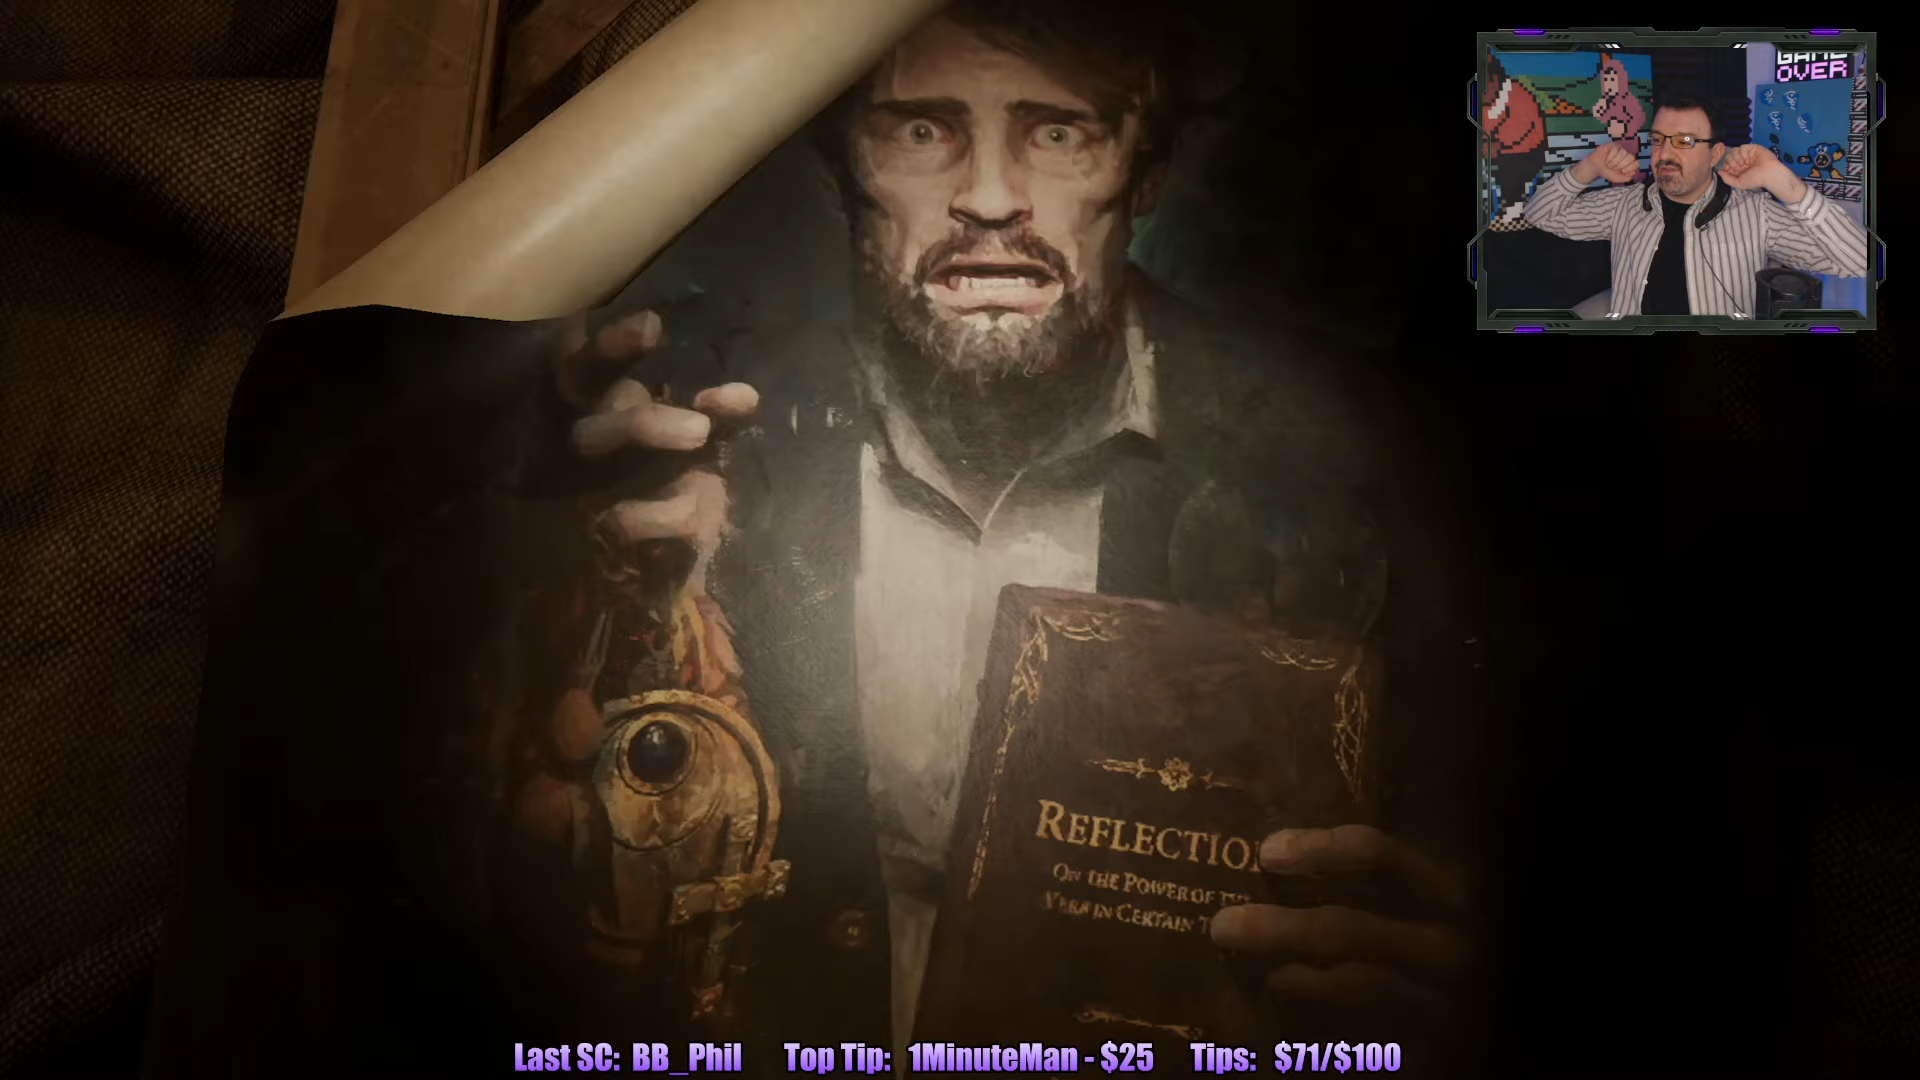 GAME
OVER
REFLECTIO
ON THE POWER OF
IN CERTAIN
Last SC: BB_Phil Top Tip: 1MinuteMan - $25 Tips: $71/$100